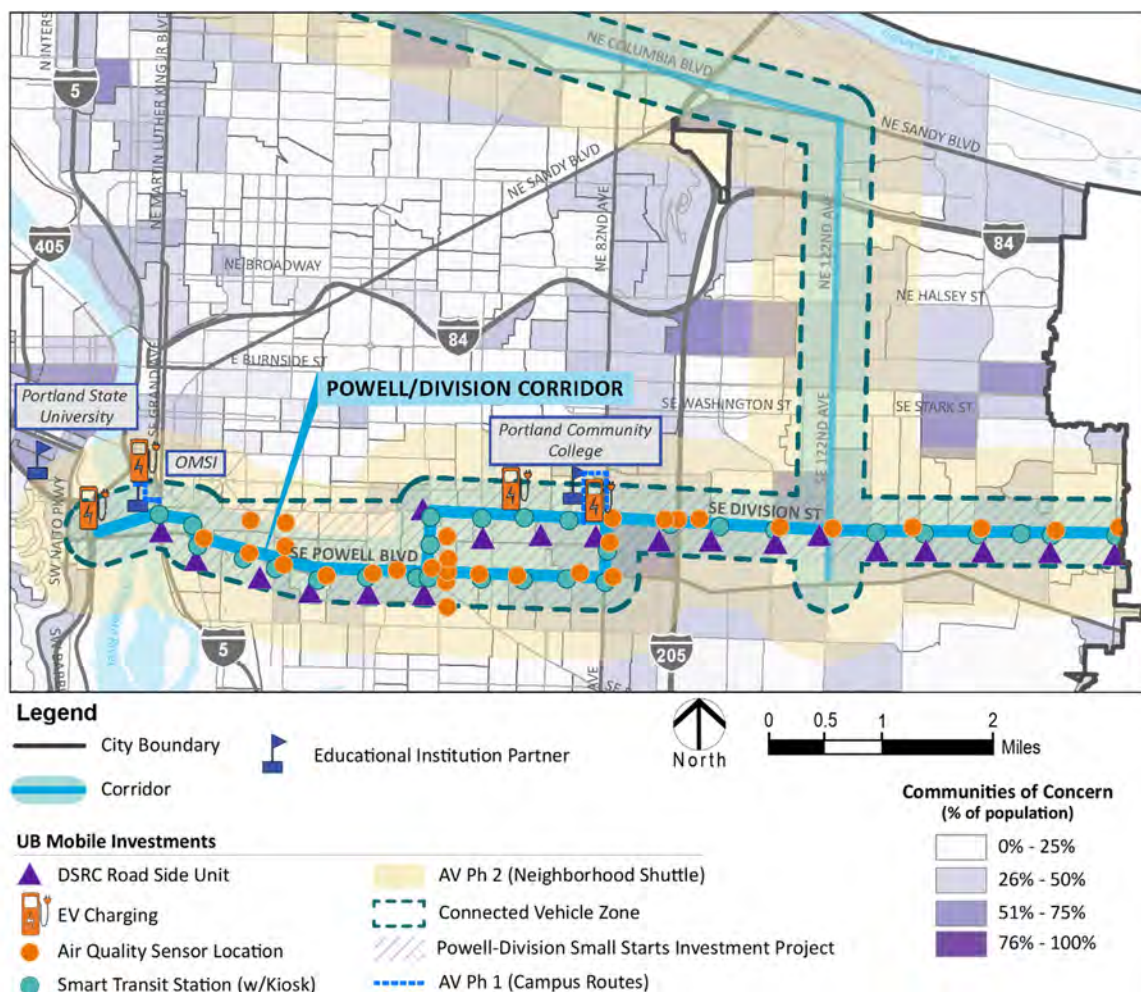 NE COLUMBIA BLVD
5
NE MARTIN LUTHER KING JR BLVD
NE SANDY BLVD
NE SANDY BLVD
NE 82ND AVE
405
84
NE BROADWAY
NE 122ND AVE
NE HALSEY ST
84
E BURNSIDE ST
SE GRAND AVE
Portland State
University
POWELL/DIVISION CORRIDOR
SE WASHINGTON ST
SE STARK ST
SE 122ND AVE
Portland Community
College
OMSI
SE DIVISION ST
SW NAITO PKWY
SE POWELL BLVD
5
205
AVE
Legend
City Boundary
Educational Institution Partner
Corridor
North
0 0.5 1 2
Miles
Communities of Concern
(% of population)
0% - 25%
26% - 50%
51% - 75%
76% - 100%
UB Mobile Investments
DSRC Road Side Unit
EV Charging
Air Quality Sensor Location
Smart Transit Station (w/Kiosk)
AV Ph 2 (Neighborhood Shuttle)
Connected Vehicle Zone
Powell-Division Small Starts Investment Project
AV Ph 1 (Campus Routes)